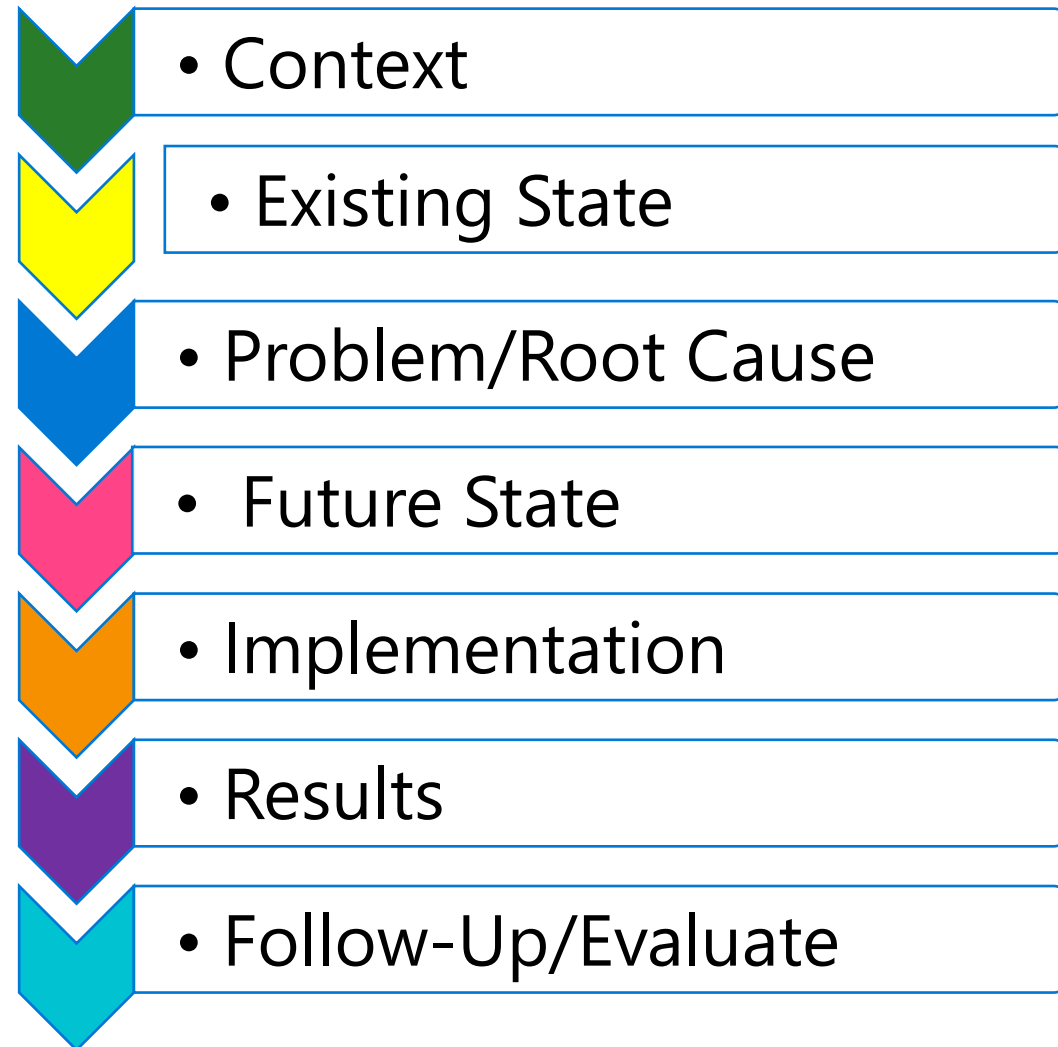 • Context
• Existing State
• Problem/Root Cause
• Future State
• Implementation
• Results
• Follow-Up/Evaluate